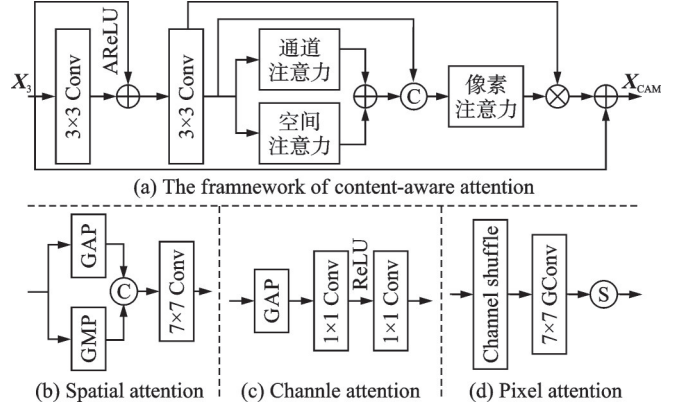 X₃
3×3 Conv
AReLU
3×3 Conv
通道
注意力
空间
注意力
C
像素
注意力
X_CAM
(a) The framnework of content-aware attention
GAP
GMP
C
7×7 Conv
(b) Spatial attention
GAP
1×1 Conv
ReLU
1×1 Conv
(c) Channle attention
Channel shuffle
7×7 GConv
S
(d) Pixel attention